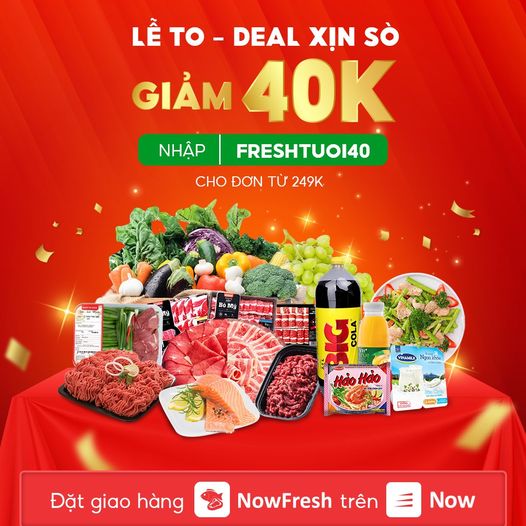 LỄ TO - DEAL XỊN SÒ
GIẢM 40K
NHẬP | FRESHTUOI40
CHO ĐƠN TỪ 249K
Bò Mỹ
BIG
COLA
Hảo Hảo
VINAMILK
Đặt giao hàng NowFresh trên Now